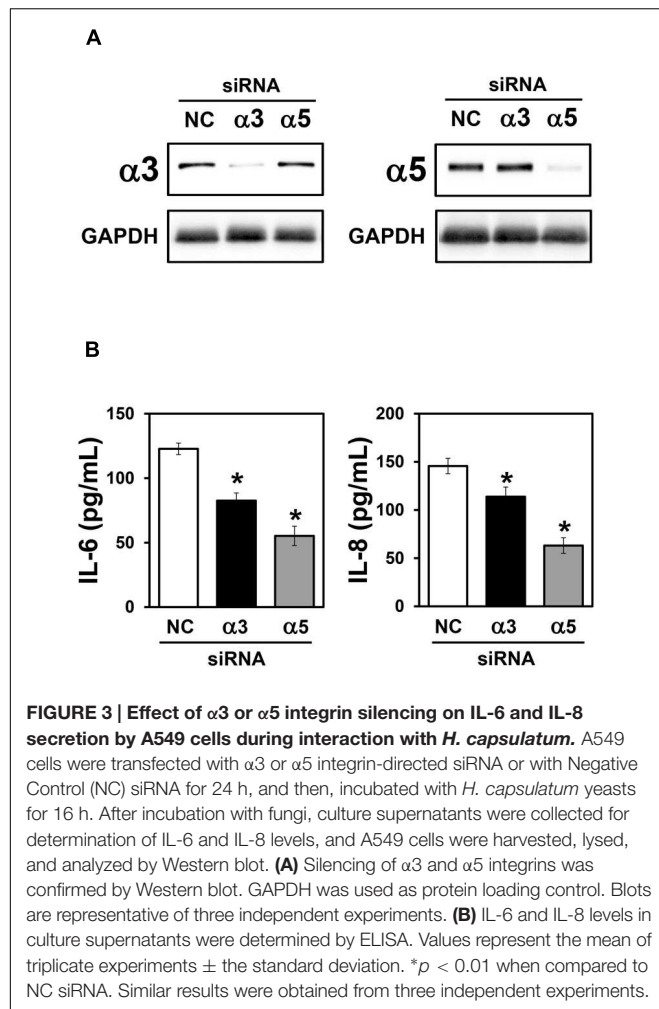 A
siRNA
NC α3 α5
α3
GAPDH
siRNA
NC α3 α5
α5
GAPDH
B
IL-6 (pg/mL)
150
100
50
0
*
*
NC α3 α5
siRNA
IL-8 (pg/mL)
200
150
100
50
0
*
*
NC α3 α5
siRNA
FIGURE 3 | Effect of α3 or α5 integrin silencing on IL-6 and IL-8
secretion by A549 cells during interaction with H. capsulatum. A549
cells were transfected with α3 or α5 integrin-directed siRNA or with Negative
Control (NC) siRNA for 24 h, and then, incubated with H. capsulatum yeasts
for 16 h. After incubation with fungi, culture supernatants were collected for
determination of IL-6 and IL-8 levels, and A549 cells were harvested, lysed,
and analyzed by Western blot. (A) Silencing of α3 and α5 integrins was
confirmed by Western blot. GAPDH was used as protein loading control. Blots
are representative of three independent experiments. (B) IL-6 and IL-8 levels in
culture supernatants were determined by ELISA. Values represent the mean of
triplicate experiments ± the standard deviation. *p < 0.01 when compared to
NC siRNA. Similar results were obtained from three independent experiments.